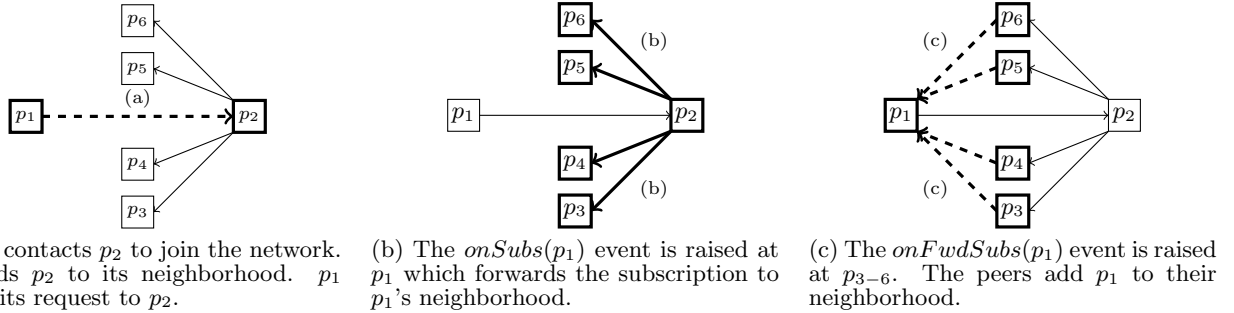 p6
p5
(a)
p1
p2
p4
p3
contacts p2 to join the network.
p2 to its neighborhood. p1
its request to p2.
p6
(b)
p5
p1
p2
p4
(b)
p3
(b) The onSubs(p1) event is raised at
p1 which forwards the subscription to
p1's neighborhood.
p6
(c)
p5
p1
p2
p4
(c)
p3
(c) The onFwdSubs(p1) event is raised
at p3−6. The peers add p1 to their
neighborhood.